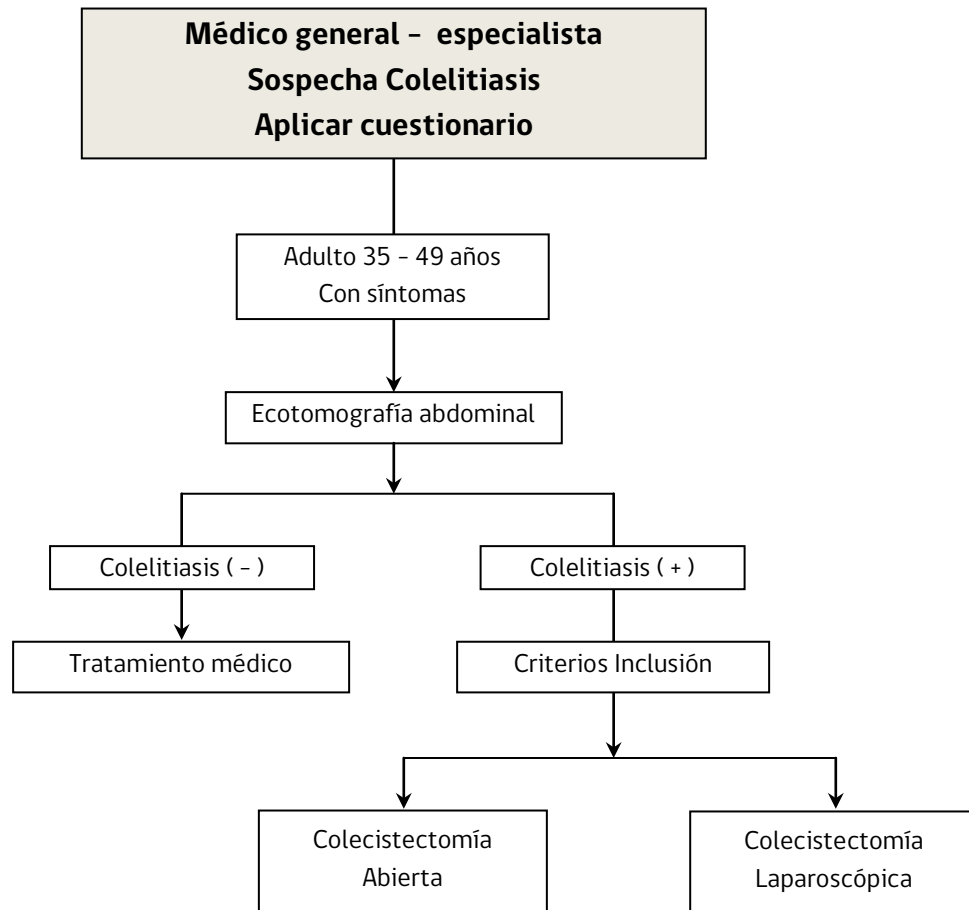 Médico general - especialista
Sospecha Colelitiasis
Aplicar cuestionario
Adulto 35 - 49 años
Con síntomas
Ecotomografía abdominal
Colelitiasis ( - )
Colelitiasis ( + )
Tratamiento médico
Criterios Inclusión
Colecistectomía
Abierta
Colecistectomía
Laparoscópica